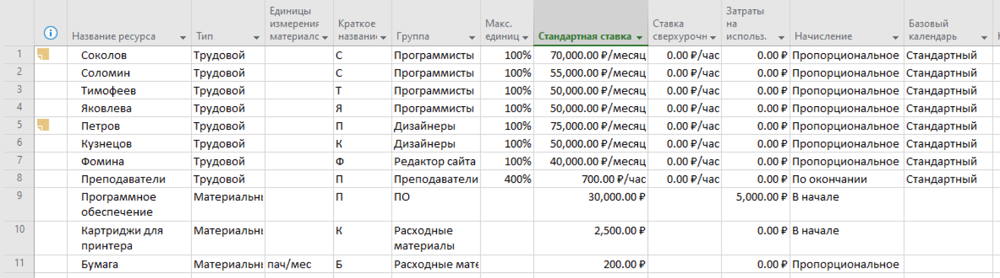 Название ресурса Тип Единицы измерения материалс Краткое названи Группа Макс. единиц Стандартная ставка Ставка сверхурочн Затраты на использ. Начисление Базовый календарь
1 Соколов Трудовой С Программисты 100% 70,000.00 ₽/месяц 0.00 ₽/час 0.00 ₽ Пропорциональное Стандартный
2 Соломин Трудовой С Программисты 100% 55,000.00 ₽/месяц 0.00 ₽/час 0.00 ₽ Пропорциональное Стандартный
3 Тимофеев Трудовой Т Программисты 100% 50,000.00 ₽/месяц 0.00 ₽/час 0.00 ₽ Пропорциональное Стандартный
4 Яковлева Трудовой Я Программисты 100% 50,000.00 ₽/месяц 0.00 ₽/час 0.00 ₽ Пропорциональное Стандартный
5 Петров Трудовой П Дизайнеры 100% 75,000.00 ₽/месяц 0.00 ₽/час 0.00 ₽ Пропорциональное Стандартный
6 Кузнецов Трудовой К Дизайнеры 100% 50,000.00 ₽/месяц 0.00 ₽/час 0.00 ₽ Пропорциональное Стандартный
7 Фомина Трудовой Ф Редактор сайта 100% 40,000.00 ₽/месяц 0.00 ₽/час 0.00 ₽ Пропорциональное Стандартный
8 Преподаватели Трудовой П Преподаватели 400% 700.00 ₽/час 0.00 ₽/час 0.00 ₽ По окончании Стандартный
9 Программное обеспечение Материальнь П ПО 30,000.00 ₽ 5,000.00 ₽ В начале
10 Картриджи для принтера Материальнь К Расходные материалы 2,500.00 ₽ 0.00 ₽ В начале
11 Бумага Материальнь пач/мес Б Расходные мате 200.00 ₽ 0.00 ₽ Пропорциональное